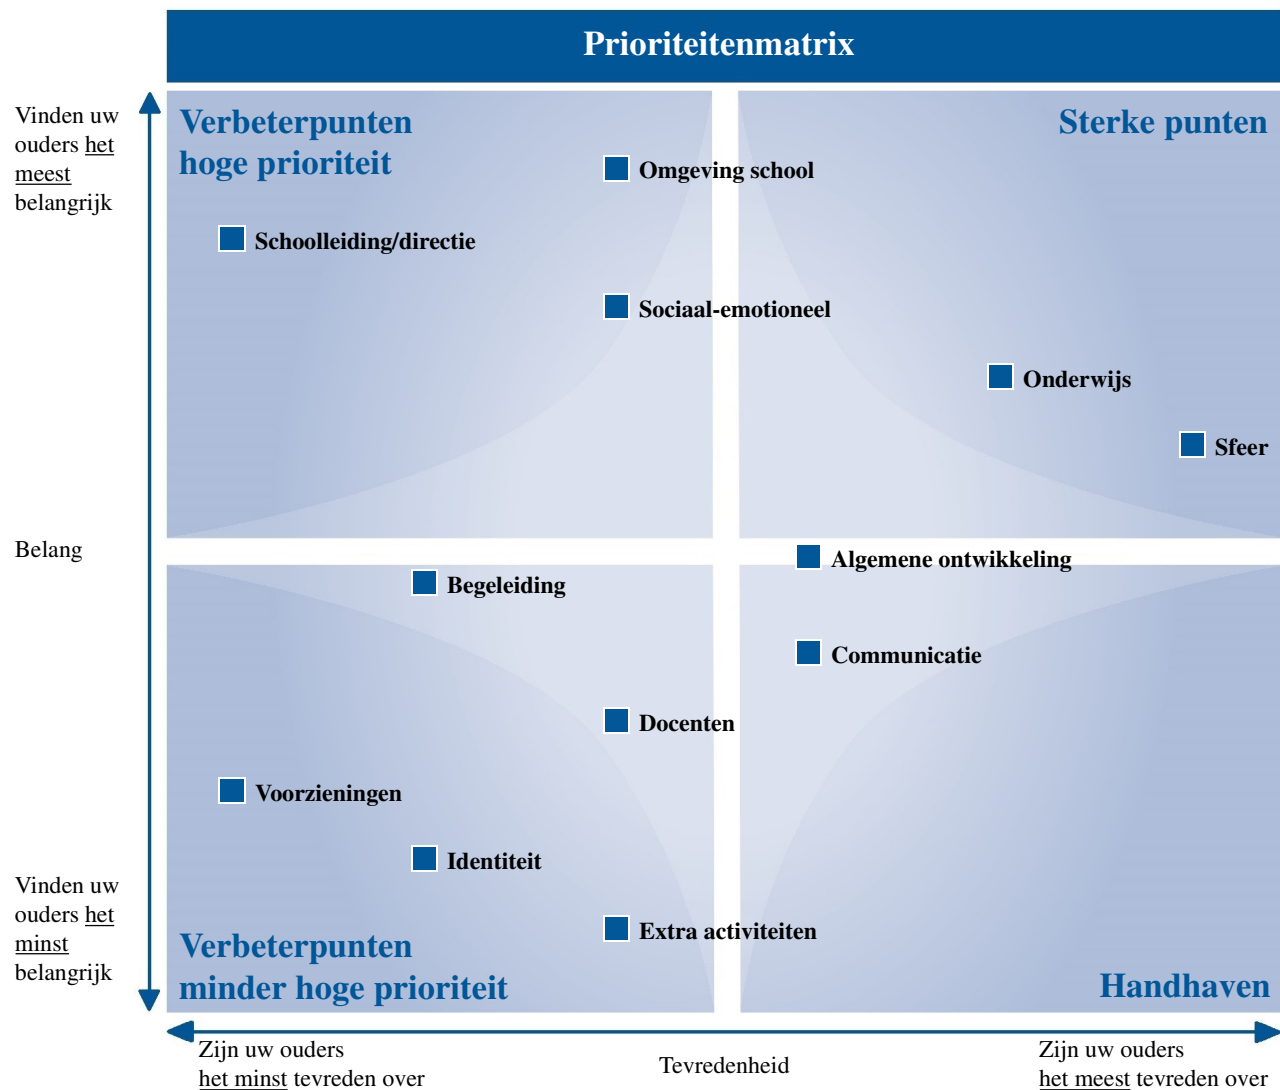 Prioriteitenmatrix
Vinden uw
ouders het
meest
belangrijk
Verbeterpunten
hoge prioriteit
Sterke punten
Omgeving school
Schoolleiding/directie
Sociaal-emotioneel
Onderwijs
Sfeer
Belang
Algemene ontwikkeling
Begeleiding
Communicatie
Docenten
Voorzieningen
Identiteit
Vinden uw
ouders het
minst
belangrijk
Extra activiteiten
Verbeterpunten
minder hoge prioriteit
Handhaven
Zijn uw ouders
het minst tevreden over
Tevredenheid
Zijn uw ouders
het meest tevreden over